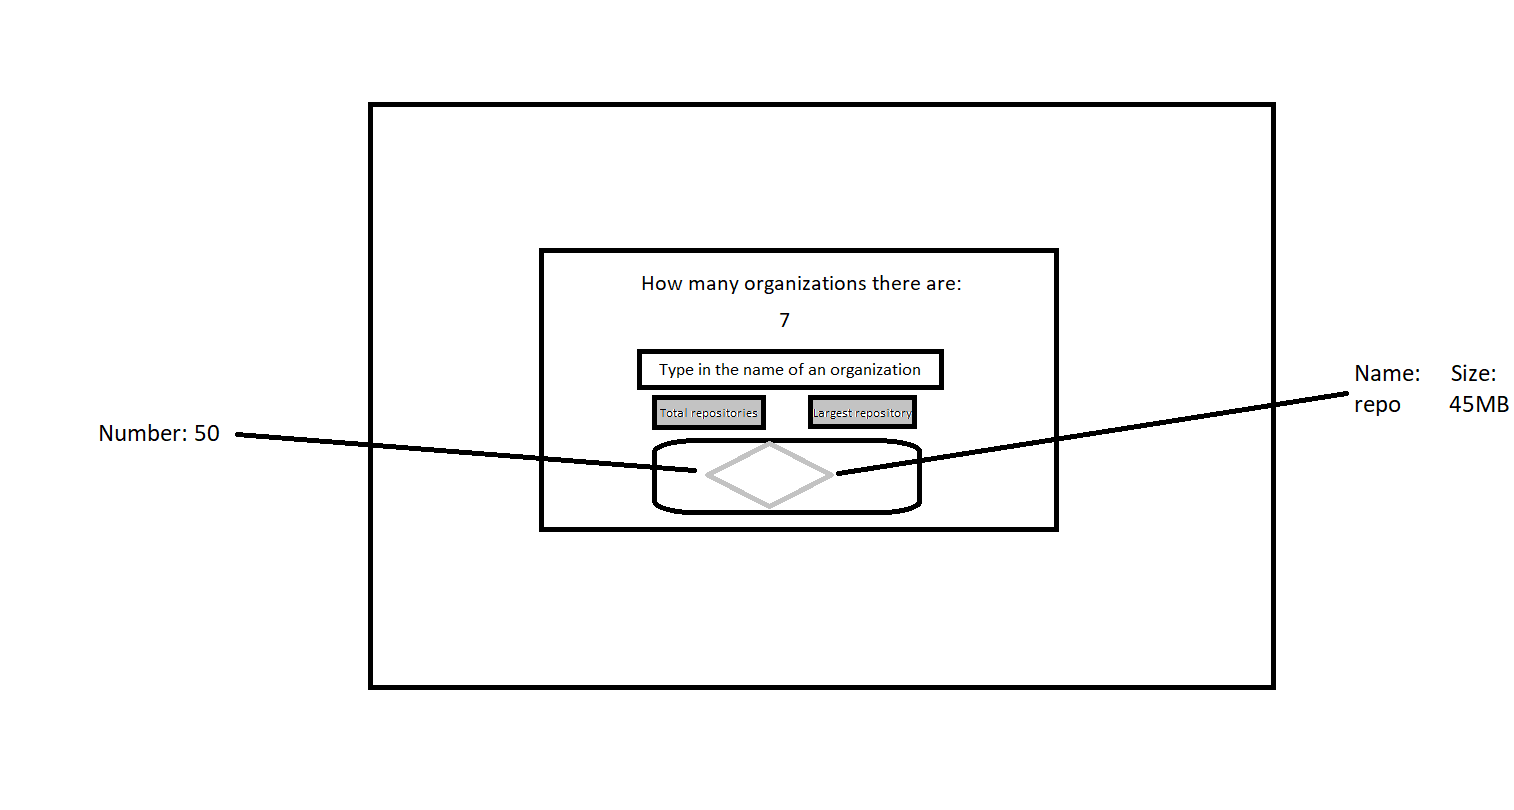 How many organizations there are:
7
Type in the name of an organization
Total repositories
Largest repository
Number: 50
Name: Size:
repo 45MB